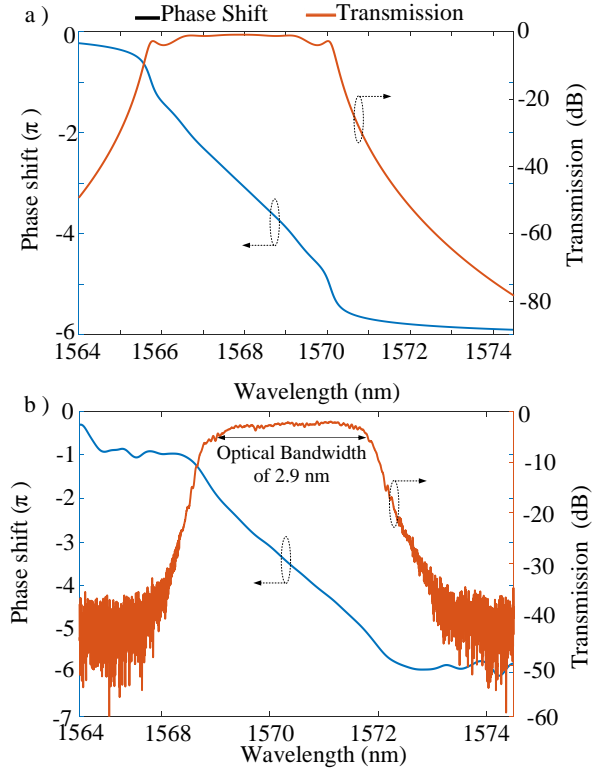 a )
Phase Shift
Transmission
0
-2
-4
-6
Phase shift (π )
0
-20
-40
-60
-80
Transmission (dB)
1564 1566 1568 1570 1572 1574
Wavelength (nm)
b )
0
-1
-2
-3
-4
-5
-6
-7
Phase shift (π )
Optical Bandwidth
of 2.9 nm
0
-10
-20
-30
-40
-50
-60
Transmission (dB)
1564 1566 1568 1570 1572 1574
Wavelength (nm)